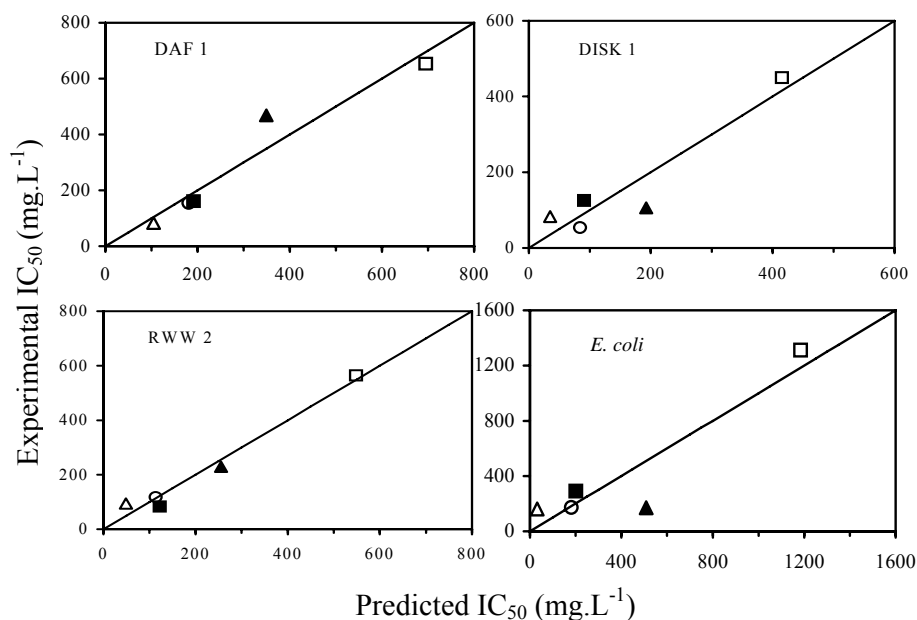 800
600
400
200
0
DAF 1
0 200 400 600 800
600
400
200
0
DISK 1
0 200 400 600
800
600
400
200
0
RWW 2
0 200 400 600 800
1600
1200
800
400
0
E. coli
0 400 800 1200 1600
Experimental IC50 (mg.L-1)
Predicted IC50 (mg.L-1)